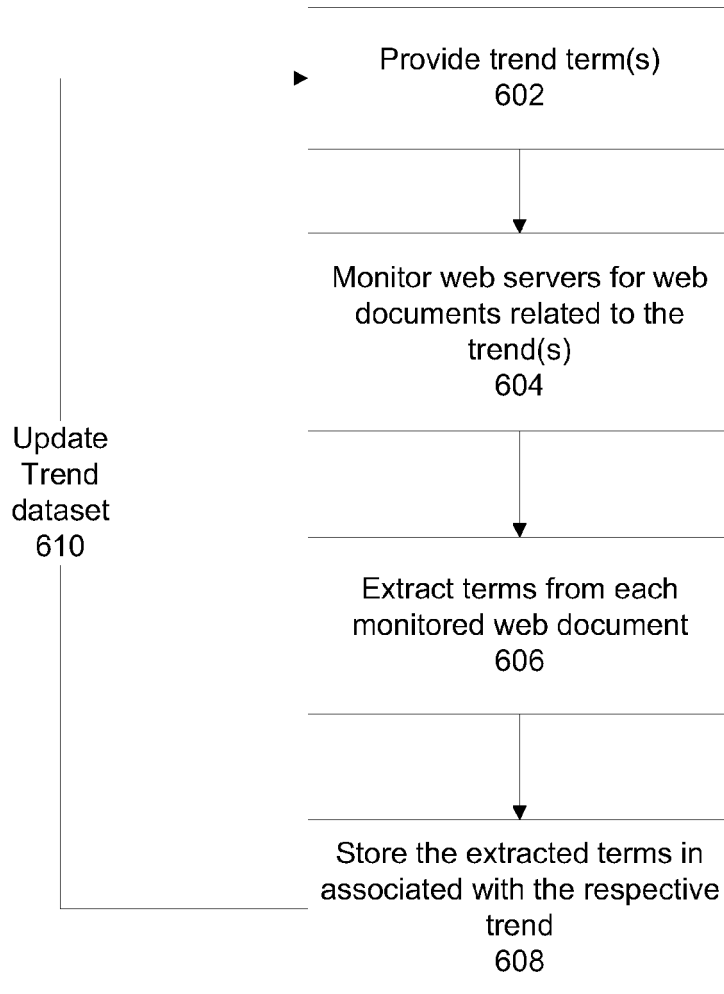 Provide trend term(s)
602
Monitor web servers for web
documents related to the
trend(s)
604
Extract terms from each
monitored web document
606
Store the extracted terms in
associated with the respective
trend
608
Update
Trend
dataset
610